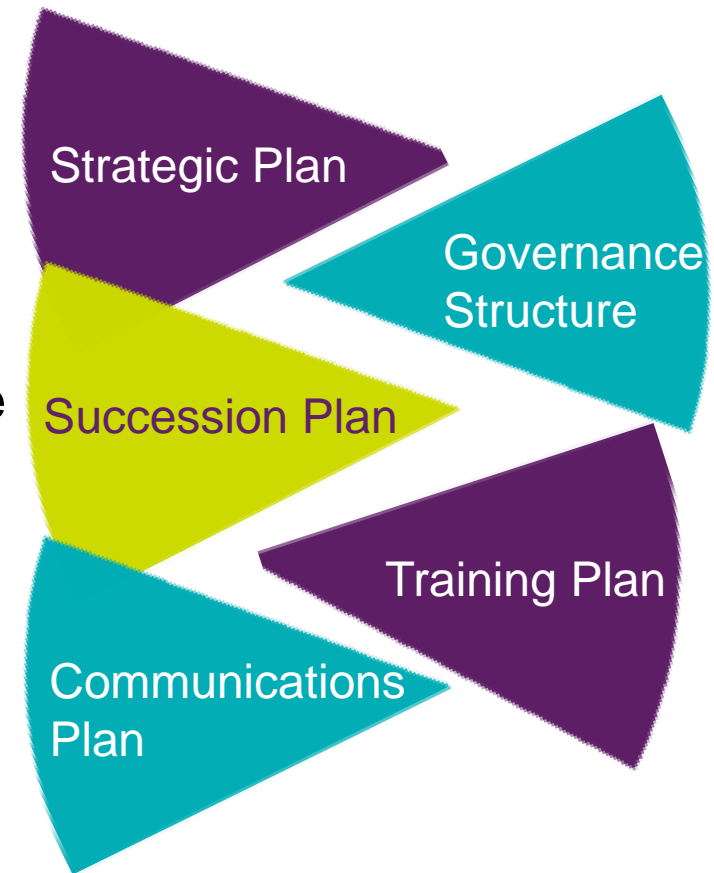 Strategic Plan
Governance
Structure
e
Succession Plan
Training Plan
Communications
Plan